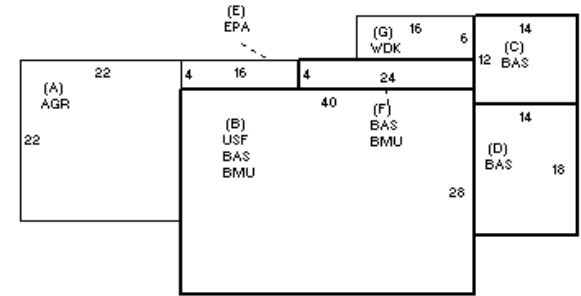 (E)
EPA
(G) 16
WDK
6
14
(C)
BAS
12
22
4
16
4
24
(A)
AGR
22
40
(B)
USF
BAS
BMU
(F)
BAS
BMU
14
(D)
BAS
18
28